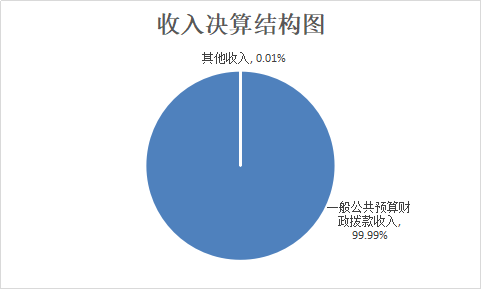 收入决算结构图
其他收入, 0.01%
一般公共预算财
政拨款收入,
99.99%